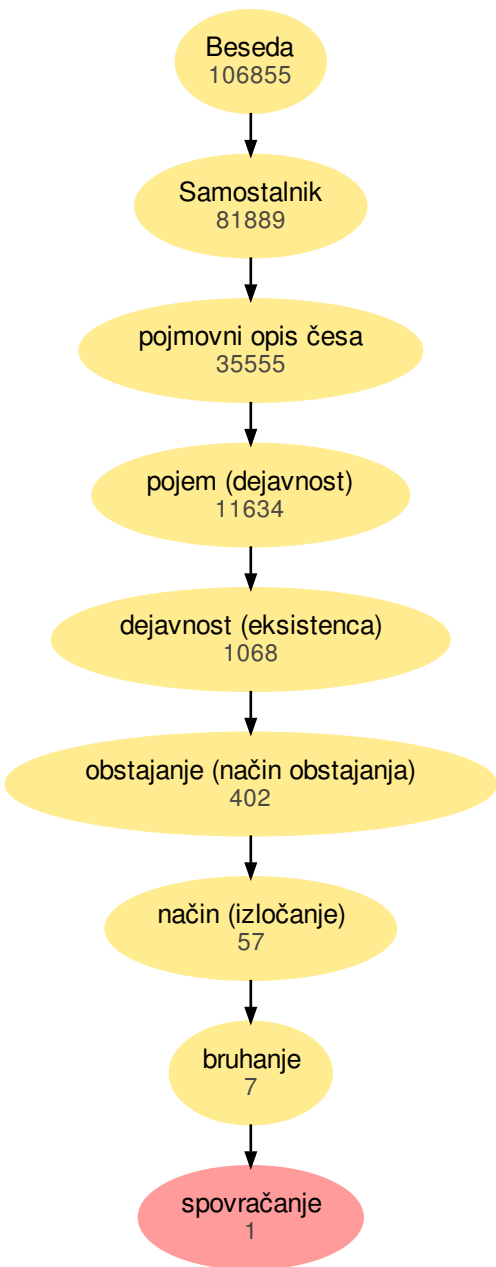 Beseda
106855
Samostalnik
81889
pojmovni opis česa
35555
pojem (dejavnost)
11634
dejavnost (eksistenca)
1068
obstajanje (način obstajanja)
402
način (izločanje)
57
bruhanje
7
spovračanje
1